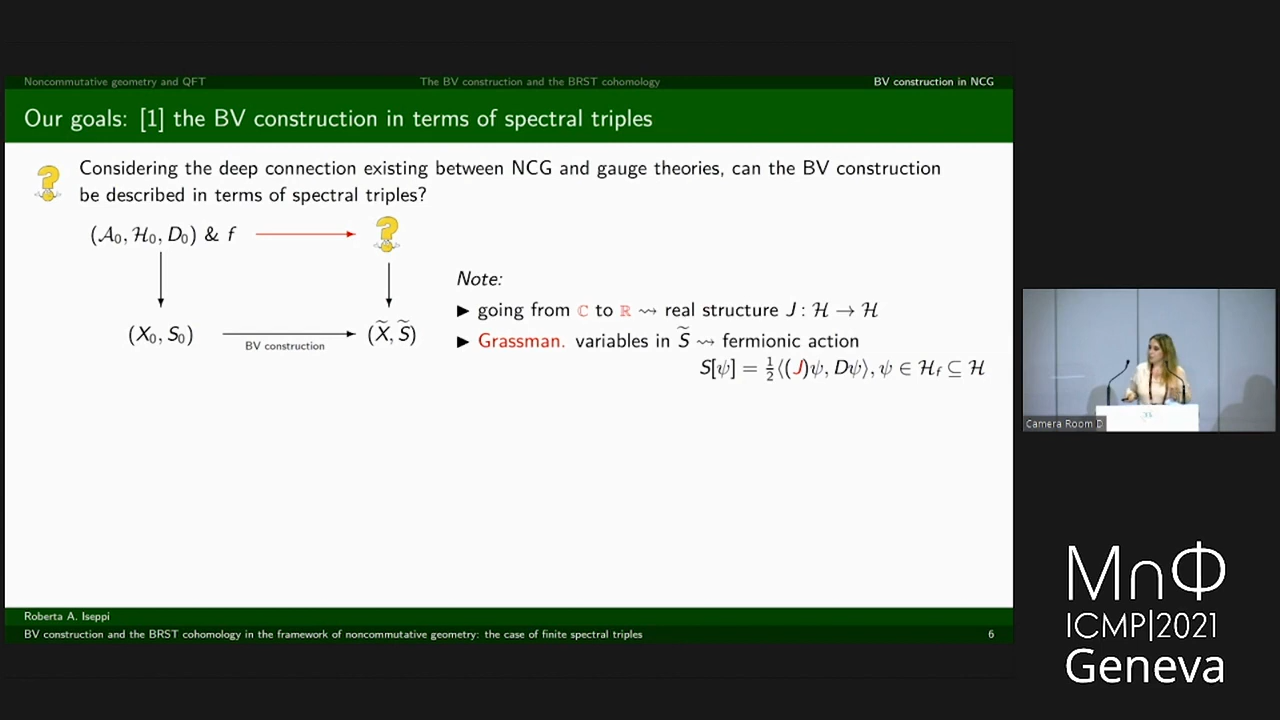 Noncommutative geometry and QFT The BV construction and the BRST cohomology BV construction in NCG
Our goals: [1] the BV construction in terms of spectral triples
Considering the deep connection existing between NCG and gauge theories, can the BV construction
be described in terms of spectral triples?
(𝒜₀, ℋ₀, D₀) & f
?
(X₀, S₀)
BV construction
(X̃, S̃)
Note:
▶ going from ℂ to ℝ ⇝ real structure J : ℋ → ℋ
▶ Grassman. variables in S̃ ⇝ fermionic action
S[ψ] = ½⟨(J)ψ, Dψ⟩, ψ ∈ ℋ_f ⊆ ℋ
Roberta A. Iseppi
BV construction and the BRST cohomology in the framework of noncommutative geometry: the case of finite spectral triples 6
Camera Room D
M∩Φ
ICMP|2021
Geneva